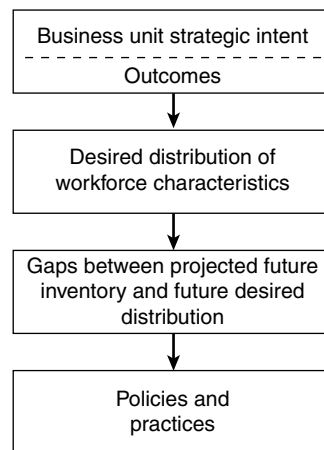 Business unit strategic intent
Outcomes
Desired distribution of
workforce characteristics
Gaps between projected future
inventory and future desired
distribution
Policies and
practices